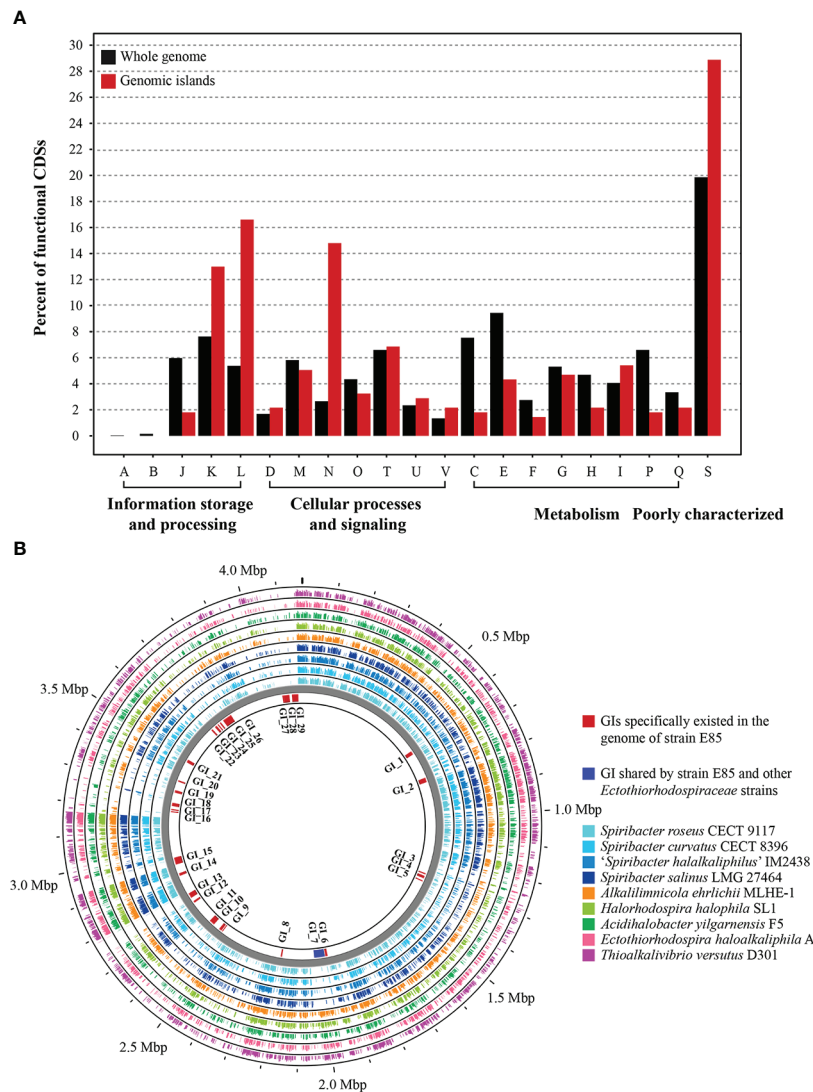 A
30
28
26
24
22
20
18
16
14
12
10
8
6
4
2
0
Percent of functional CDSs
Whole genome
Genomic islands
A B J K L D M N O T U V C E F G H I P Q S
Information storage
and processing
Cellular processes
and signaling
Metabolism
Poorly characterized
B
4.0 Mbp
0.5 Mbp
1.0 Mbp
1.5 Mbp
2.0 Mbp
2.5 Mbp
3.0 Mbp
3.5 Mbp
GI_29
GI_28
GI_1
GI_2
GI_3
GI_4
GI_5
GI_6
GI_7
GI_8
GI_9
GI_10
GI_11
GI_12
GI_13
GI_14
GI_15
GI_16
GI_17
GI_18
GI_19
GI_20
GI_21
GIs specifically existed in the
genome of strain E85
GI shared by strain E85 and other
Ectothiorhodospiraceae strains
Spiribacter roseus CECT 9117
Spiribacter curvatus CECT 8396
'Spiribacter halalkaliphilus' IM2438
Spiribacter salinus LMG 27464
Alkalilimnicola ehrlichii MLHE-1
Halorhodospira halophila SL1
Acidihalobacter yilgarnensis F5
Ectothiorhodospira haloalkaliphila A
Thioalkalivibrio versutus D301